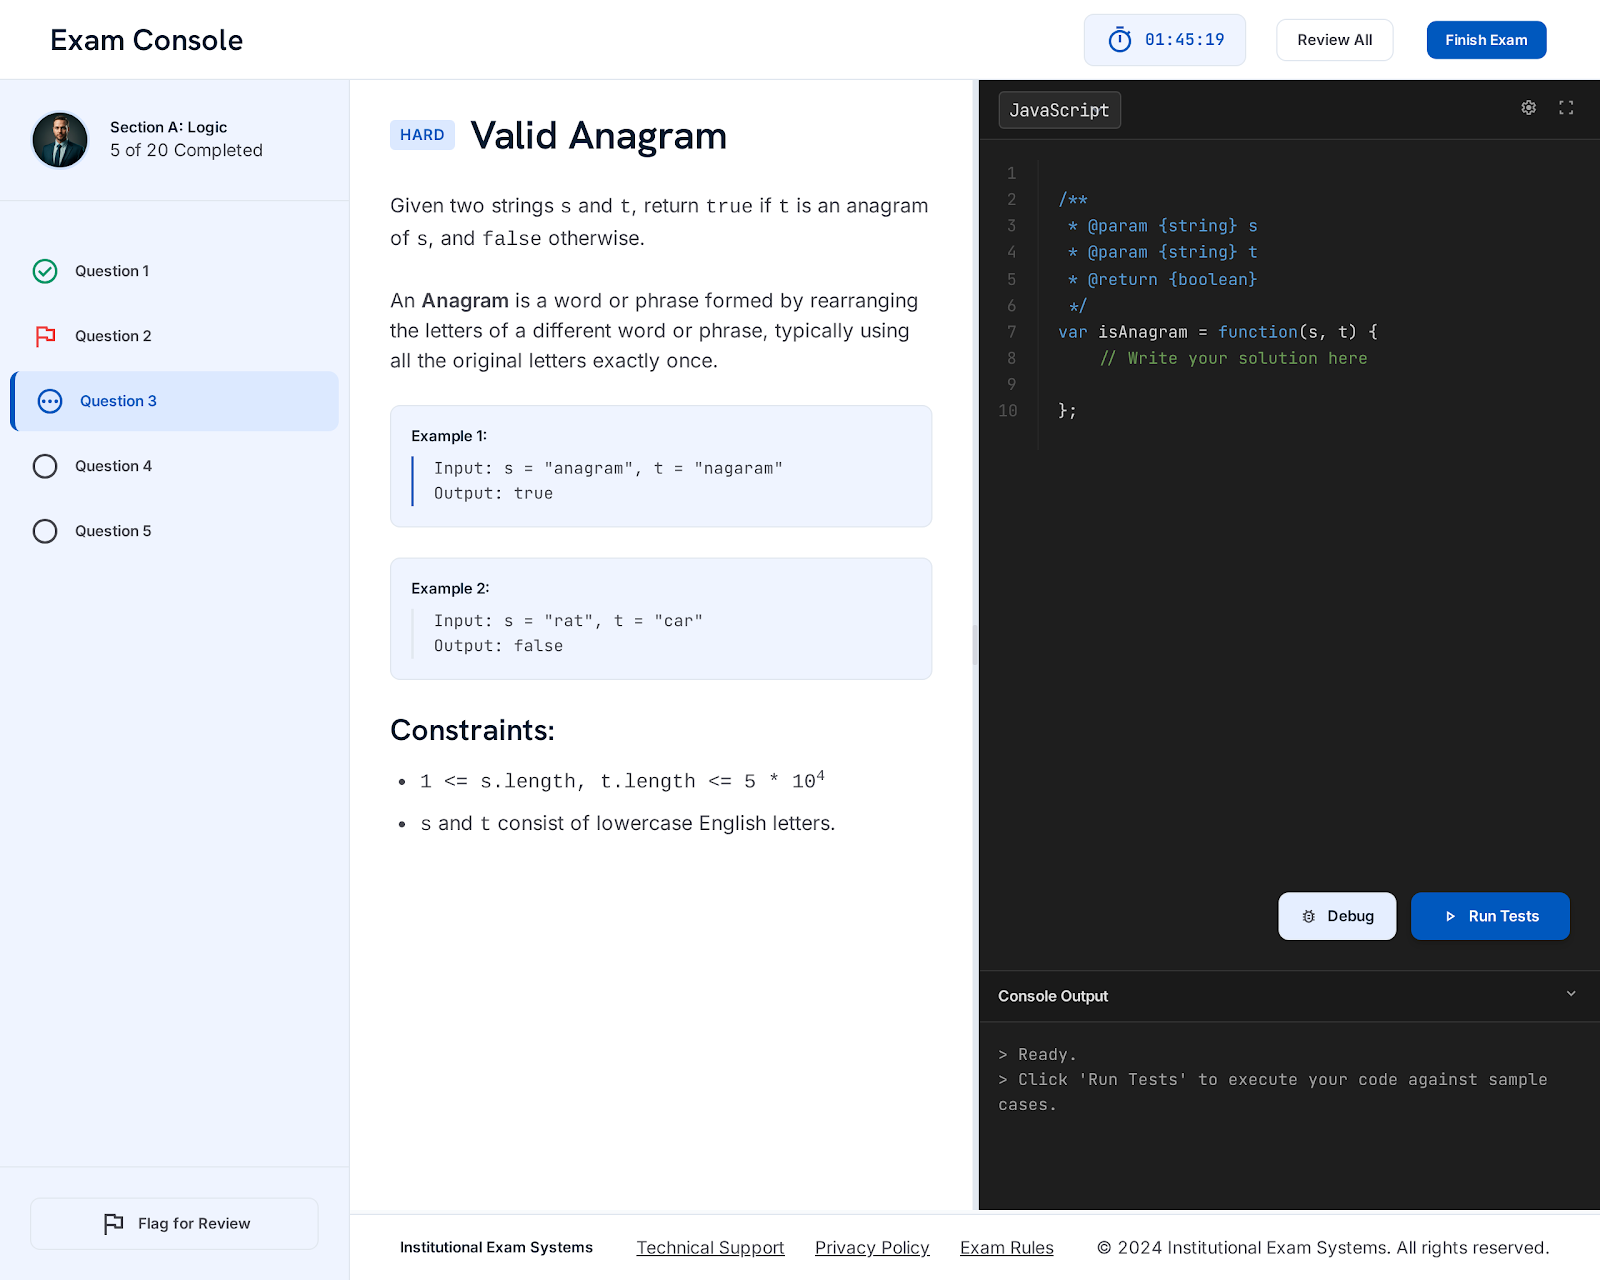 Exam Console
01:45:19
Review All
Finish Exam
Section A: Logic
5 of 20 Completed
Question 1
Question 2
Question 3
Question 4
Question 5
Flag for Review
HARD
Valid Anagram
Given two strings s and t, return true if t is an anagram
of s, and false otherwise.
An Anagram is a word or phrase formed by rearranging
the letters of a different word or phrase, typically using
all the original letters exactly once.
Example 1:
Input: s = "anagram", t = "nagaram"
Output: true
Example 2:
Input: s = "rat", t = "car"
Output: false
Constraints:
• 1 <= s.length, t.length <= 5 * 10⁴
• s and t consist of lowercase English letters.
JavaScript
1
2 /**
3  * @param {string} s
4  * @param {string} t
5  * @return {boolean}
6  */
7 var isAnagram = function(s, t) {
8     // Write your solution here
9
10 };
Debug
Run Tests
Console Output
> Ready.
> Click 'Run Tests' to execute your code against sample
cases.
Institutional Exam Systems
Technical Support
Privacy Policy
Exam Rules
© 2024 Institutional Exam Systems. All rights reserved.